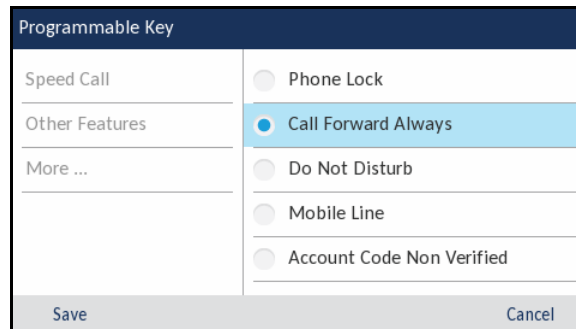 Programmable Key
Speed Call
Other Features
More ...
Phone Lock
Call Forward Always
Do Not Disturb
Mobile Line
Account Code Non Verified
Save
Cancel